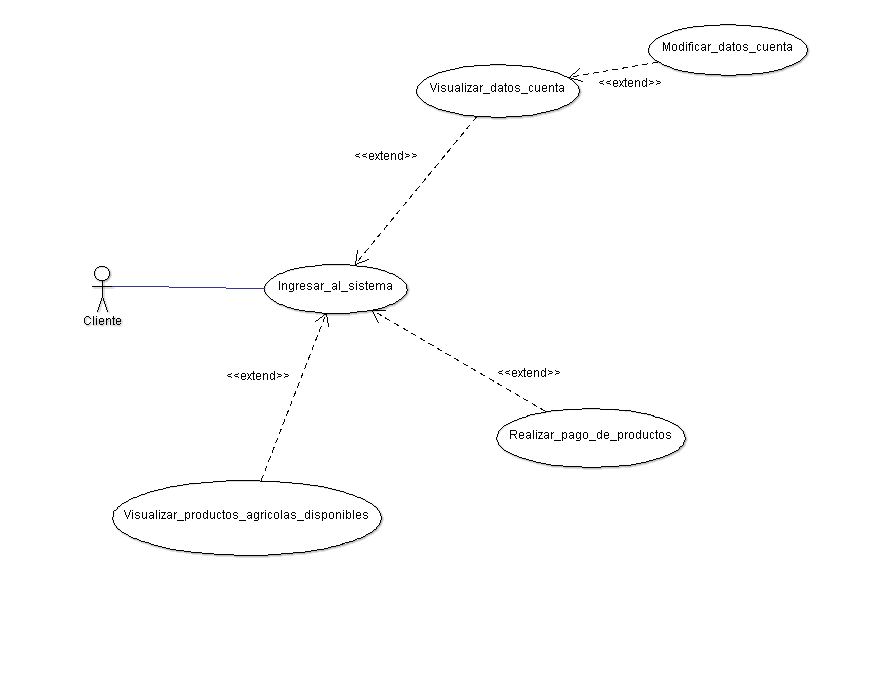 Modificar_datos_cuenta
<<extend>>
Visualizar_datos_cuenta
<<extend>>
Ingresar_al_sistema
Cliente
<<extend>>
<<extend>>
Realizar_pago_de_productos
Visualizar_productos_agricolas_disponibles